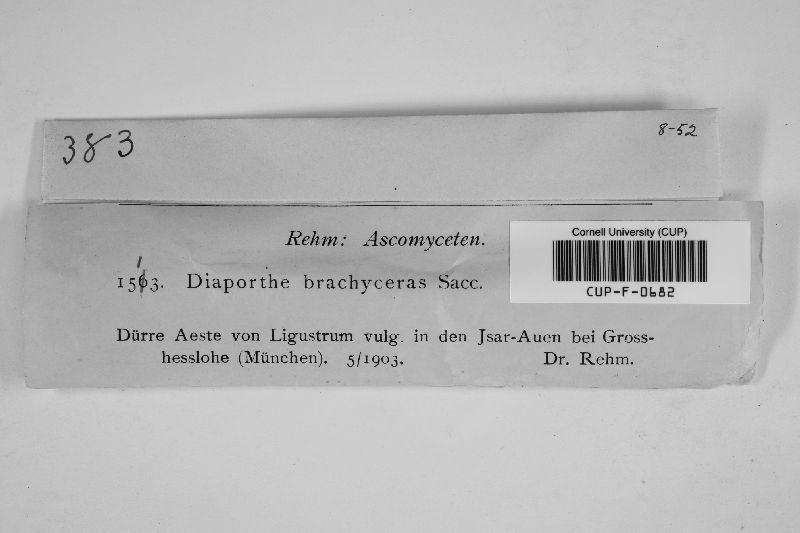 383
8-52
Rehm: Ascomyceten.
Cornell University (CUP)
CUP-F-0682
1
1563. Diaporthe brachyceras Sacc.
Dürre Aeste von Ligustrum vulg. in den Jsar-Auen bei Gross-
hesslohe (München). 5/1903. Dr. Rehm.